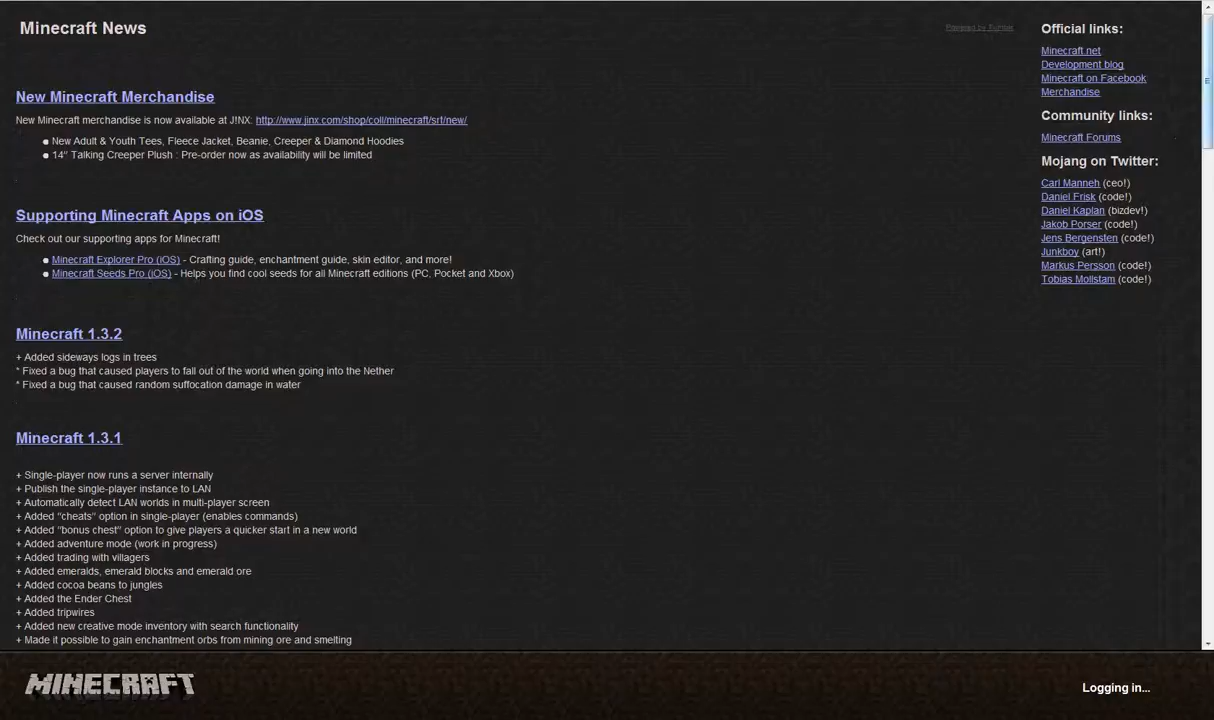 Minecraft News
Powered by Tumblr
New Minecraft Merchandise
New Minecraft merchandise is now available at J!NX: http://www.jinx.com/shop/coll/minecraft/srt/new/
● New Adult & Youth Tees, Fleece Jacket, Beanie, Creeper & Diamond Hoodies
● 14" Talking Creeper Plush : Pre-order now as availability will be limited
Supporting Minecraft Apps on iOS
Check out our supporting apps for Minecraft!
● Minecraft Explorer Pro (iOS) - Crafting guide, enchantment guide, skin editor, and more!
● Minecraft Seeds Pro (iOS) - Helps you find cool seeds for all Minecraft editions (PC, Pocket and Xbox)
Minecraft 1.3.2
+ Added sideways logs in trees
* Fixed a bug that caused players to fall out of the world when going into the Nether
* Fixed a bug that caused random suffocation damage in water
Minecraft 1.3.1
+ Single-player now runs a server internally
+ Publish the single-player instance to LAN
+ Automatically detect LAN worlds in multi-player screen
+ Added "cheats" option in single-player (enables commands)
+ Added "bonus chest" option to give players a quicker start in a new world
+ Added adventure mode (work in progress)
+ Added trading with villagers
+ Added emeralds, emerald blocks and emerald ore
+ Added cocoa beans to jungles
+ Added the Ender Chest
+ Added tripwires
+ Added new creative mode inventory with search functionality
+ Made it possible to gain enchantment orbs from mining ore and smelting
Official links:
Minecraft.net
Development blog
Minecraft on Facebook
Merchandise
Community links:
Minecraft Forums
Mojang on Twitter:
Carl Manneh (ceo!)
Daniel Frisk (code!)
Daniel Kaplan (bizdev!)
Jakob Porser (code!)
Jens Bergensten (code!)
Junkboy (art!)
Markus Persson (code!)
Tobias Mollstam (code!)
MINECRAFT
Logging in...